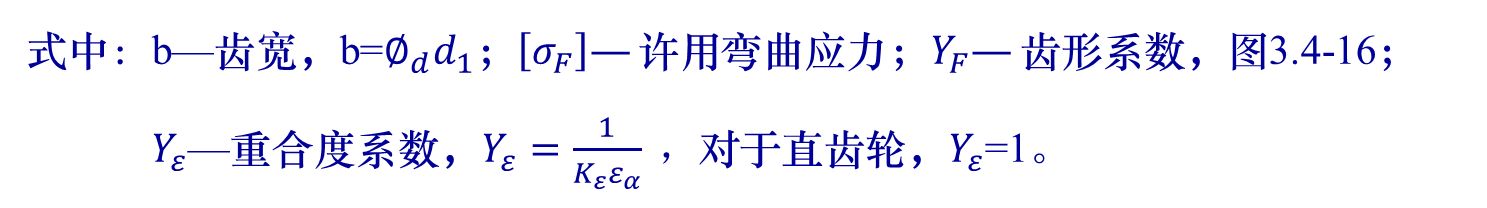 式中：b—齿宽，b=∅_d d_1；[σ_F]— 许用弯曲应力；Y_F— 齿形系数，图3.4-16；
Y_ε—重合度系数，Y_ε = 1/(K_ε ε_α) ，对于直齿轮，Y_ε=1。